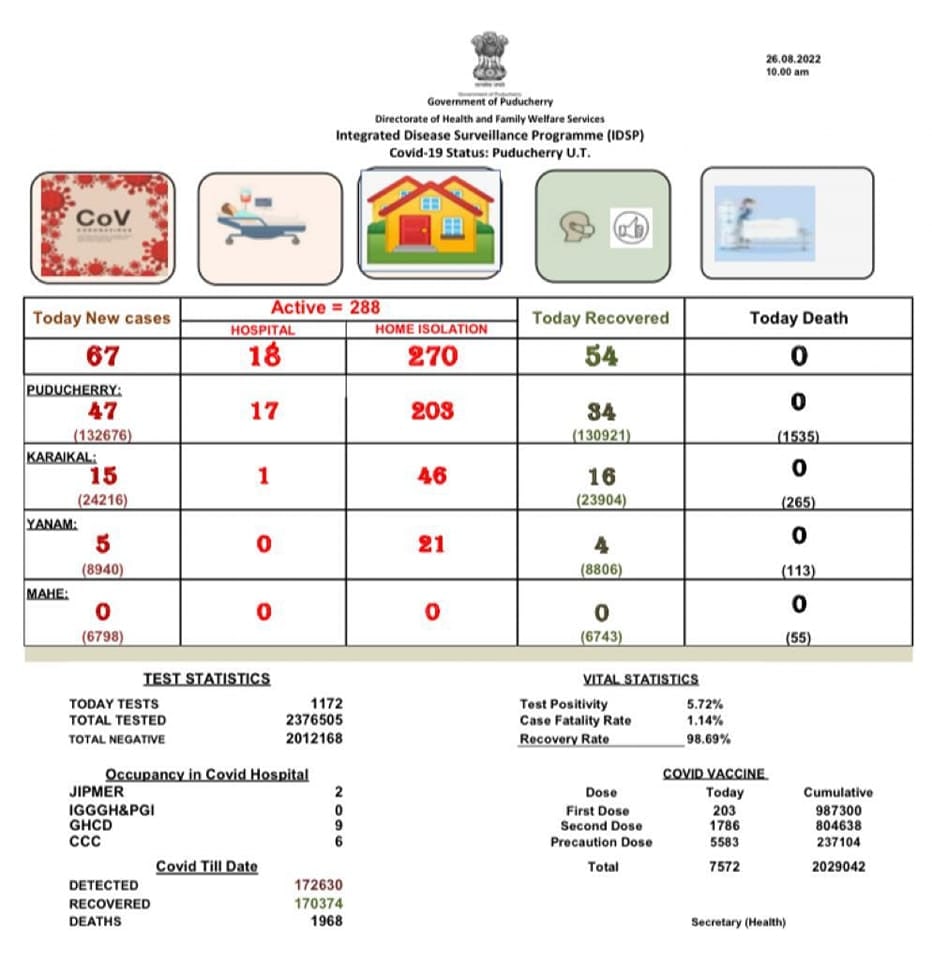 26.08.2022
10.00 am
Government of Puducherry
Government of Puducherry
Directorate of Health and Family Welfare Services
Integrated Disease Surveillance Programme (IDSP)
Covid-19 Status: Puducherry U.T.
CoV
Today New cases
Active = 288
HOSPITAL HOME ISOLATION
Today Recovered
Today Death
67 18 270 54 0
PUDUCHERRY:
47 17 203 34 0
(132676) (130921) (1535)
KARAIKAL:
15 1 46 16 0
(24216) (23904) (265)
YANAM:
5 0 21 4 0
(8940) (8806) (113)
MAHE:
0 0 0 0 0
(6798) (6743) (55)
TEST STATISTICS
TODAY TESTS 1172
TOTAL TESTED 2376505
TOTAL NEGATIVE 2012168
VITAL STATISTICS
Test Positivity 5.72%
Case Fatality Rate 1.14%
Recovery Rate 98.69%
Occupancy in Covid Hospital
JIPMER 2
IGGGH&PGI 0
GHCD 9
CCC 6
COVID VACCINE
Dose Today Cumulative
First Dose 203 987300
Second Dose 1786 804638
Precaution Dose 5583 237104
Total 7572 2029042
Covid Till Date
DETECTED 172630
RECOVERED 170374
DEATHS 1968
Secretary (Health)